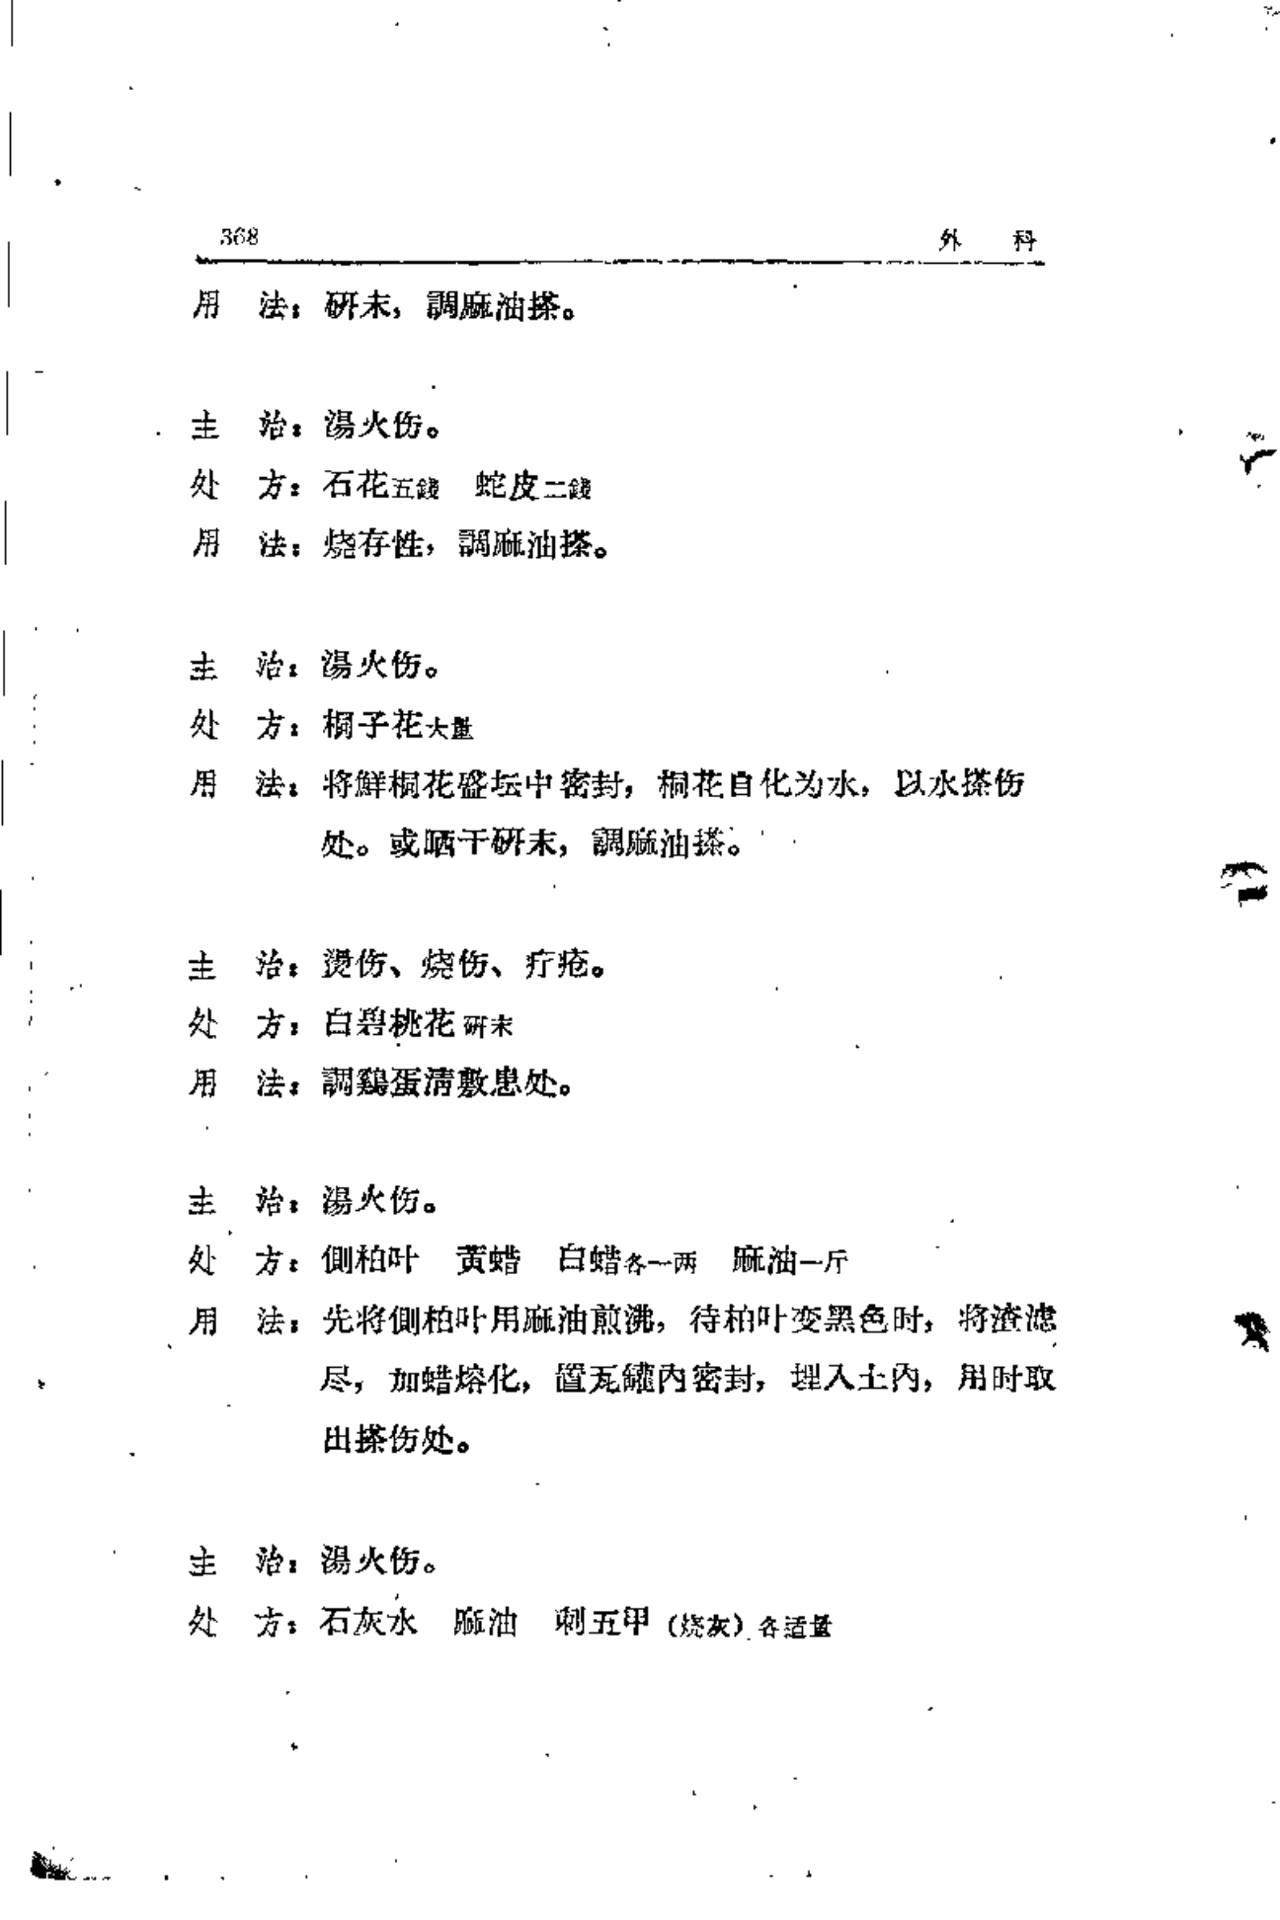 368 外 科
用 法：研末，調麻油搽。
主 治：湯火伤。
处 方：石花五錢 蛇皮二錢
用 法：烧存性，調麻油搽。
主 治：湯火伤。
处 方：桐子花大量
用 法：将鮮桐花盛坛中密封，桐花自化为水，以水搽伤
处。或晒干研末，調麻油搽。
主 治：燙伤、烧伤、疔疮。
处 方：白碧桃花研末
用 法：調鷄蛋清敷患处。
主 治：湯火伤。
处 方：側柏叶 黄蜡 白蜡各一两 麻油一斤
用 法：先将側柏叶用麻油煎沸，待柏叶变黑色时，将渣滤
尽，加蜡熔化，置瓦罐内密封，埋入土内，用时取
出搽伤处。
主 治：湯火伤。
处 方：石灰水 麻油 刺五甲（烧灰）各适量